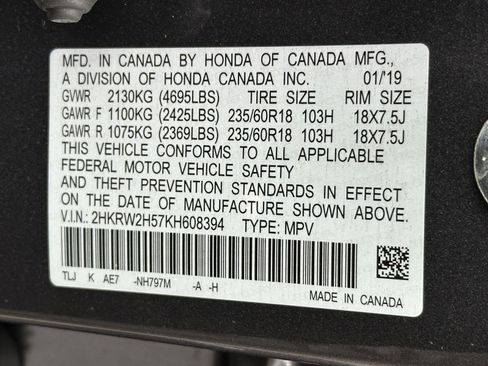 MFD. IN CANADA BY HONDA OF CANADA MFG.,
A DIVISION OF HONDA CANADA INC. 01/'19
GVWR 2130KG (4695LBS) TIRE SIZE RIM SIZE
GAWR F 1100KG (2425LBS) 235/60R18 103H 18X7.5J
GAWR R 1075KG (2369LBS) 235/60R18 103H 18X7.5J
THIS VEHICLE CONFORMS TO ALL APPLICABLE
FEDERAL MOTOR VEHICLE SAFETY
AND THEFT PREVENTION STANDARDS IN EFFECT
ON THE DATE OF MANUFACTURE SHOWN ABOVE.
V.I.N.: 2HKRW2H57KH608394 TYPE: MPV
TLJ K AE7 -NH797M -A -H
MADE IN CANADA